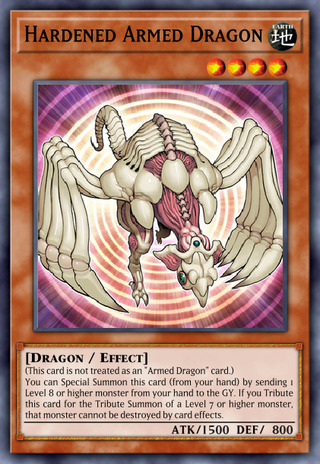 Hardened Armed Dragon
EARTH
地
[Dragon / Effect]
(This card is not treated as an "Armed Dragon" card.)
You can Special Summon this card (from your hand) by sending 1
Level 8 or higher monster from your hand to the GY. If you Tribute
this card for the Tribute Summon of a Level 7 or higher monster,
that monster cannot be destroyed by card effects.
ATK/1500 DEF/ 800